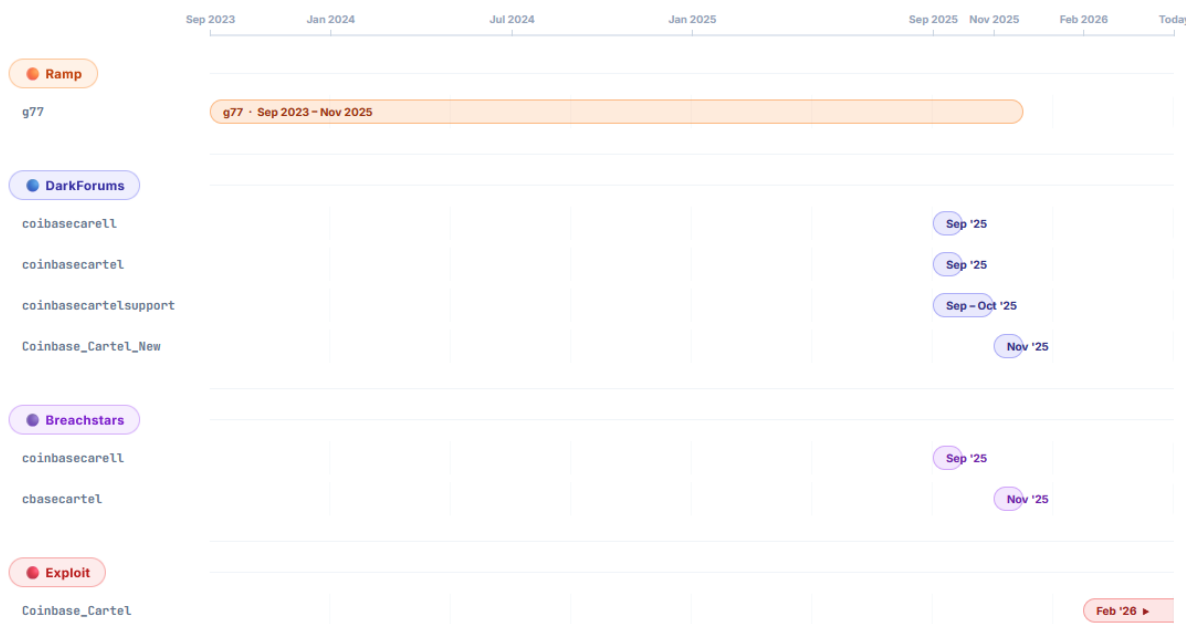 Sep 2023 Jan 2024 Jul 2024 Jan 2025 Sep 2025 Nov 2025 Feb 2026 Today
Ramp
g77 g77 · Sep 2023 – Nov 2025
DarkForums
coibasecarell Sep '25
coinbasecartel Sep '25
coinbasecartelsupport Sep – Oct '25
Coinbase_Cartel_New Nov '25
Breachstars
coinbasecarell Sep '25
cbasecartel Nov '25
Exploit
Coinbase_Cartel Feb '26 ►